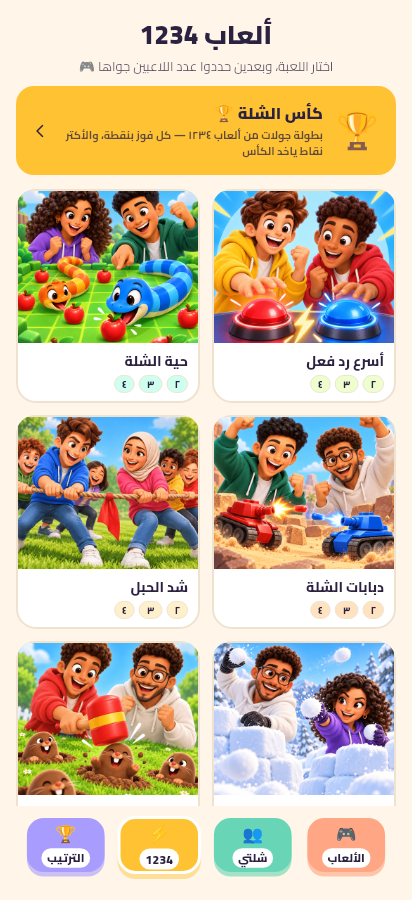 ألعاب 1234
اختار اللعبة، وبعدين حددوا عدد اللاعبين جواها 🎮
كأس الشلة 🏆
بطولة جولات من ألعاب ١٢٣٤ — كل فوز بنقطة، والأكتر
نقاط ياخد الكأس
أسرع رد فعل
٢ ٣ ٤
حية الشلة
٢ ٣ ٤
دبابات الشلة
٢ ٣ ٤
شد الحبل
٢ ٣ ٤
الألعاب
شلتي
1234
الترتيب